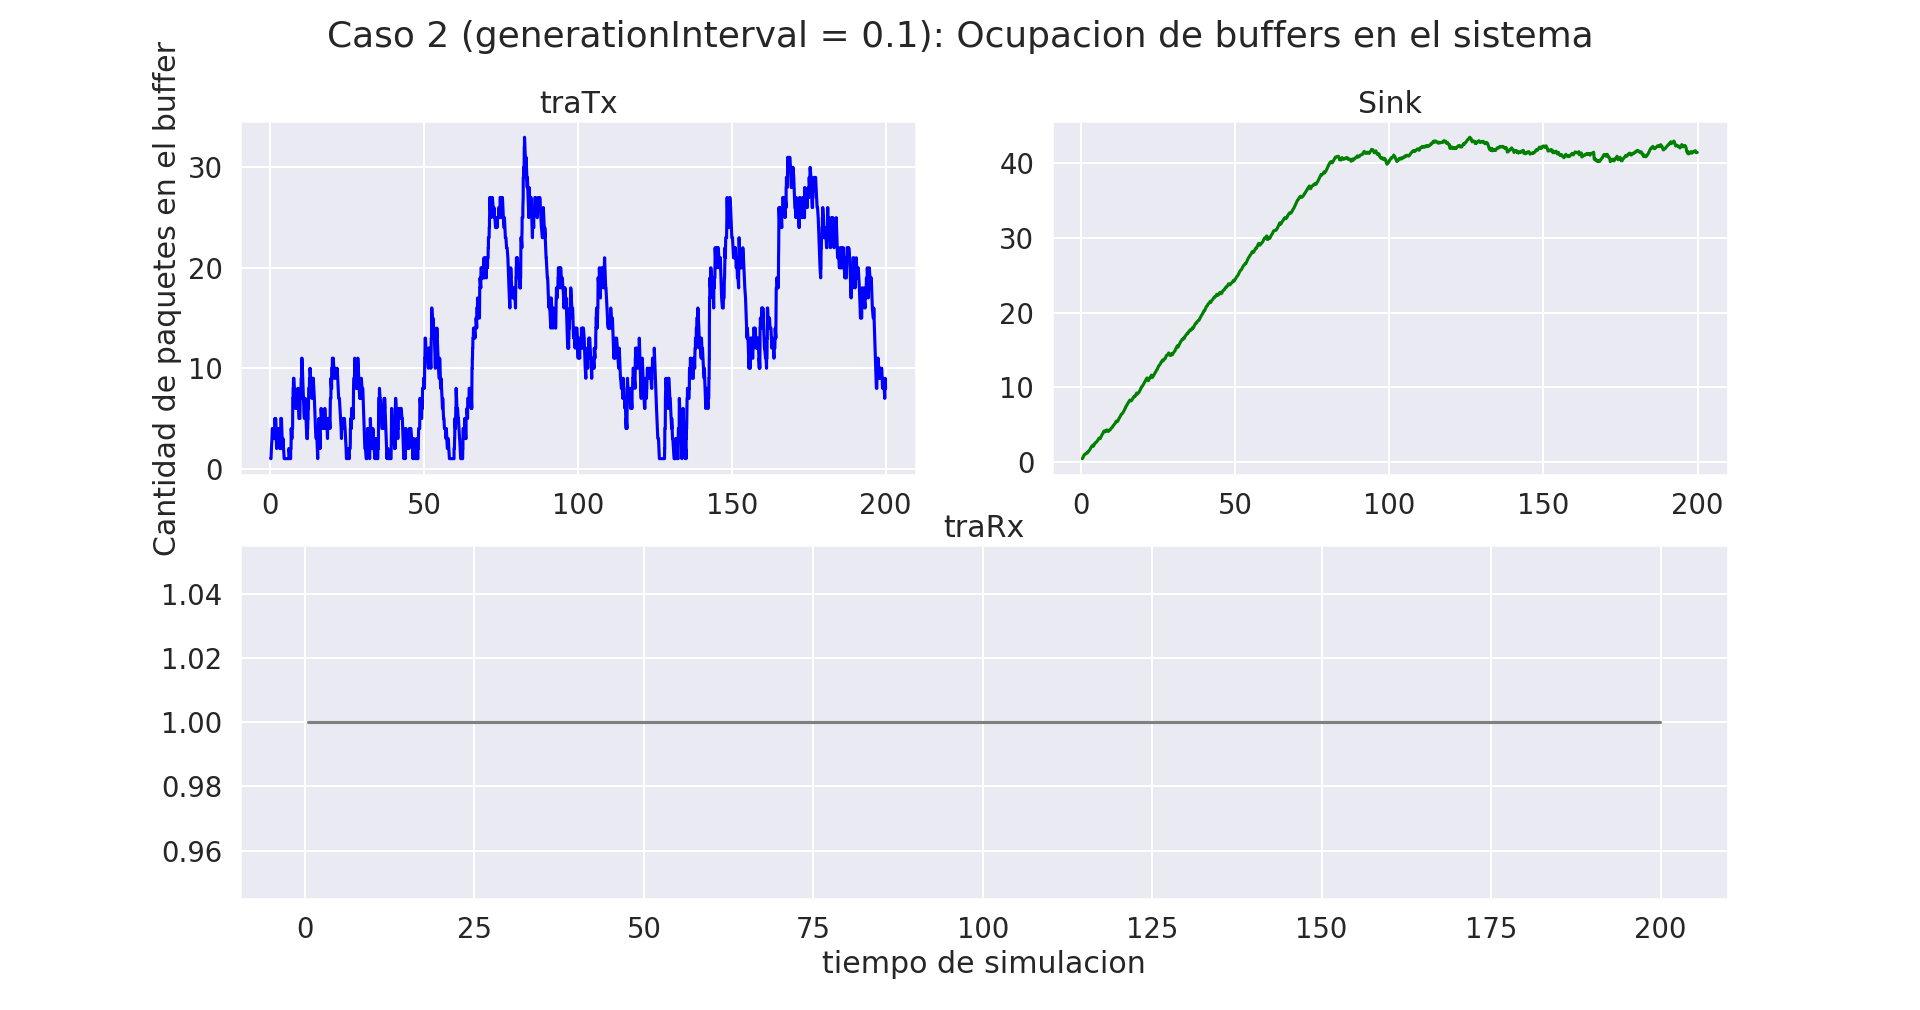 Caso 2 (generationInterval = 0.1): Ocupacion de buffers en el sistema
Cantidad de paquetes en el buffer
traTx
30
20
10
0
0 50 100 150 200
Sink
40
30
20
10
0
0 50 100 150 200
traRx
1.04
1.02
1.00
0.98
0.96
0 25 50 75 100 125 150 175 200
tiempo de simulacion